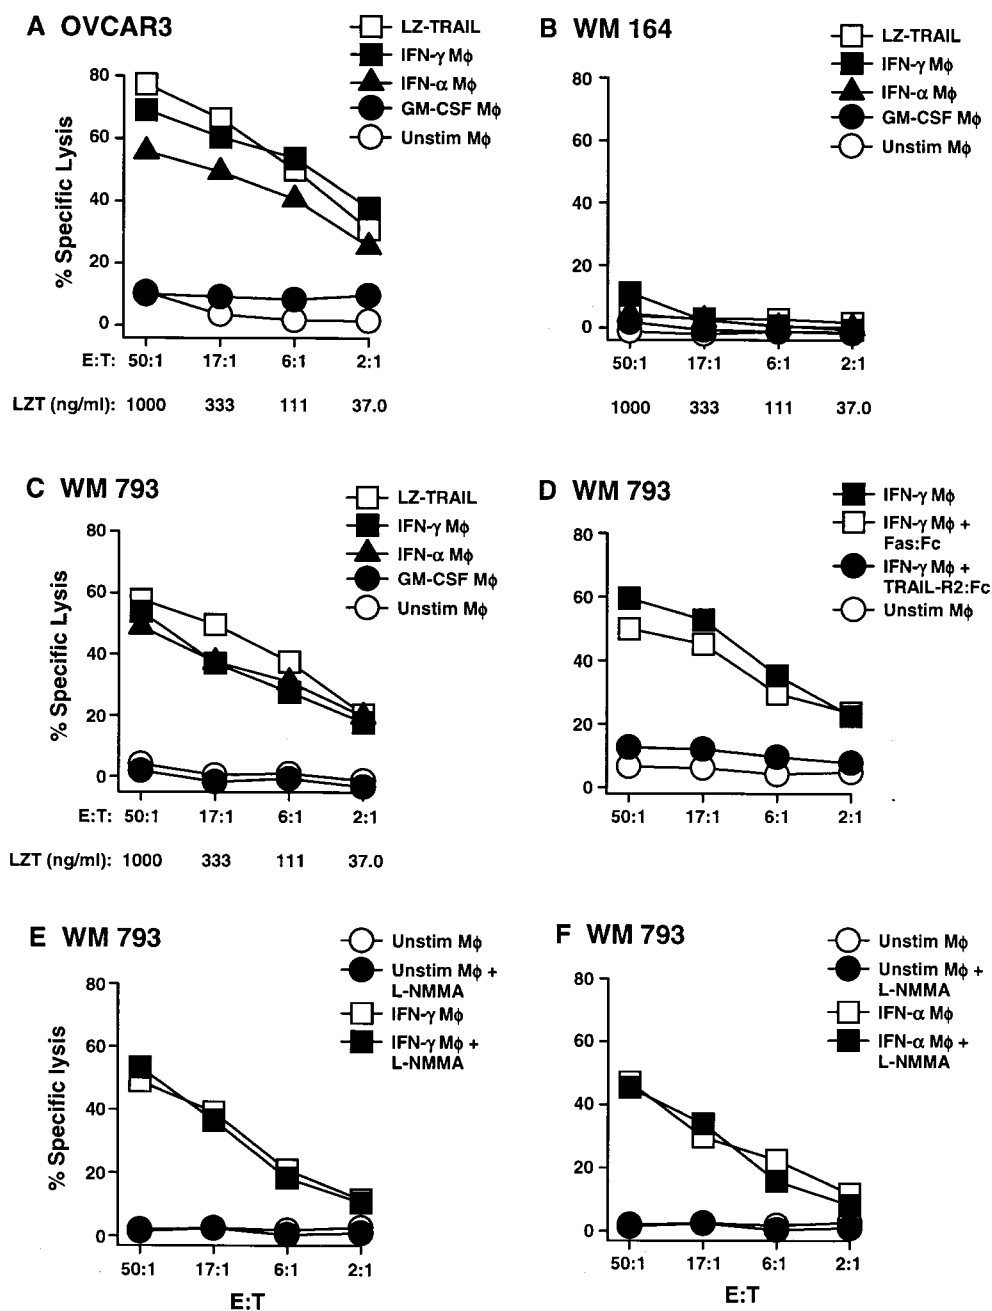 A OVCAR3
LZ-TRAIL
IFN-γ Mϕ
IFN-α Mϕ
GM-CSF Mϕ
Unstim Mϕ
% Specific Lysis
80
60
40
20
0
E:T: 50:1 17:1 6:1 2:1
LZT (ng/ml): 1000 333 111 37.0
B WM 164
LZ-TRAIL
IFN-γ Mϕ
IFN-α Mϕ
GM-CSF Mϕ
Unstim Mϕ
80
60
40
20
0
50:1 17:1 6:1 2:1
1000 333 111 37.0
C WM 793
LZ-TRAIL
IFN-γ Mϕ
IFN-α Mϕ
GM-CSF Mϕ
Unstim Mϕ
% Specific Lysis
80
60
40
20
0
E:T: 50:1 17:1 6:1 2:1
LZT (ng/ml): 1000 333 111 37.0
D WM 793
IFN-γ Mϕ
IFN-γ Mϕ +
Fas:Fc
IFN-γ Mϕ +
TRAIL-R2:Fc
Unstim Mϕ
80
60
40
20
0
50:1 17:1 6:1 2:1
E WM 793
Unstim Mϕ
Unstim Mϕ +
L-NMMA
IFN-γ Mϕ
IFN-γ Mϕ +
L-NMMA
% Specific lysis
80
60
40
20
0
50:1 17:1 6:1 2:1
E:T
F WM 793
Unstim Mϕ
Unstim Mϕ +
L-NMMA
IFN-α Mϕ
IFN-α Mϕ +
L-NMMA
80
60
40
20
0
50:1 17:1 6:1 2:1
E:T